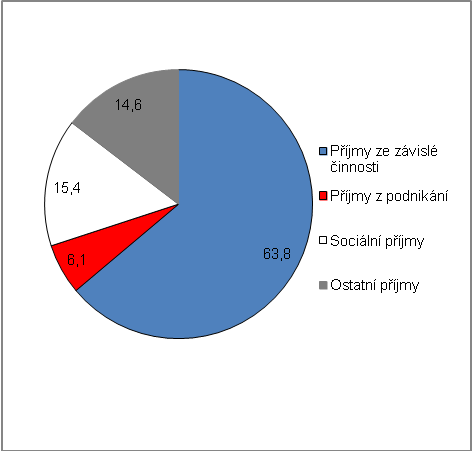 14,6
15,4
6,1
63,8
Příjmy ze závislé
činnosti
Příjmy z podnikání
Sociální příjmy
Ostatní příjmy